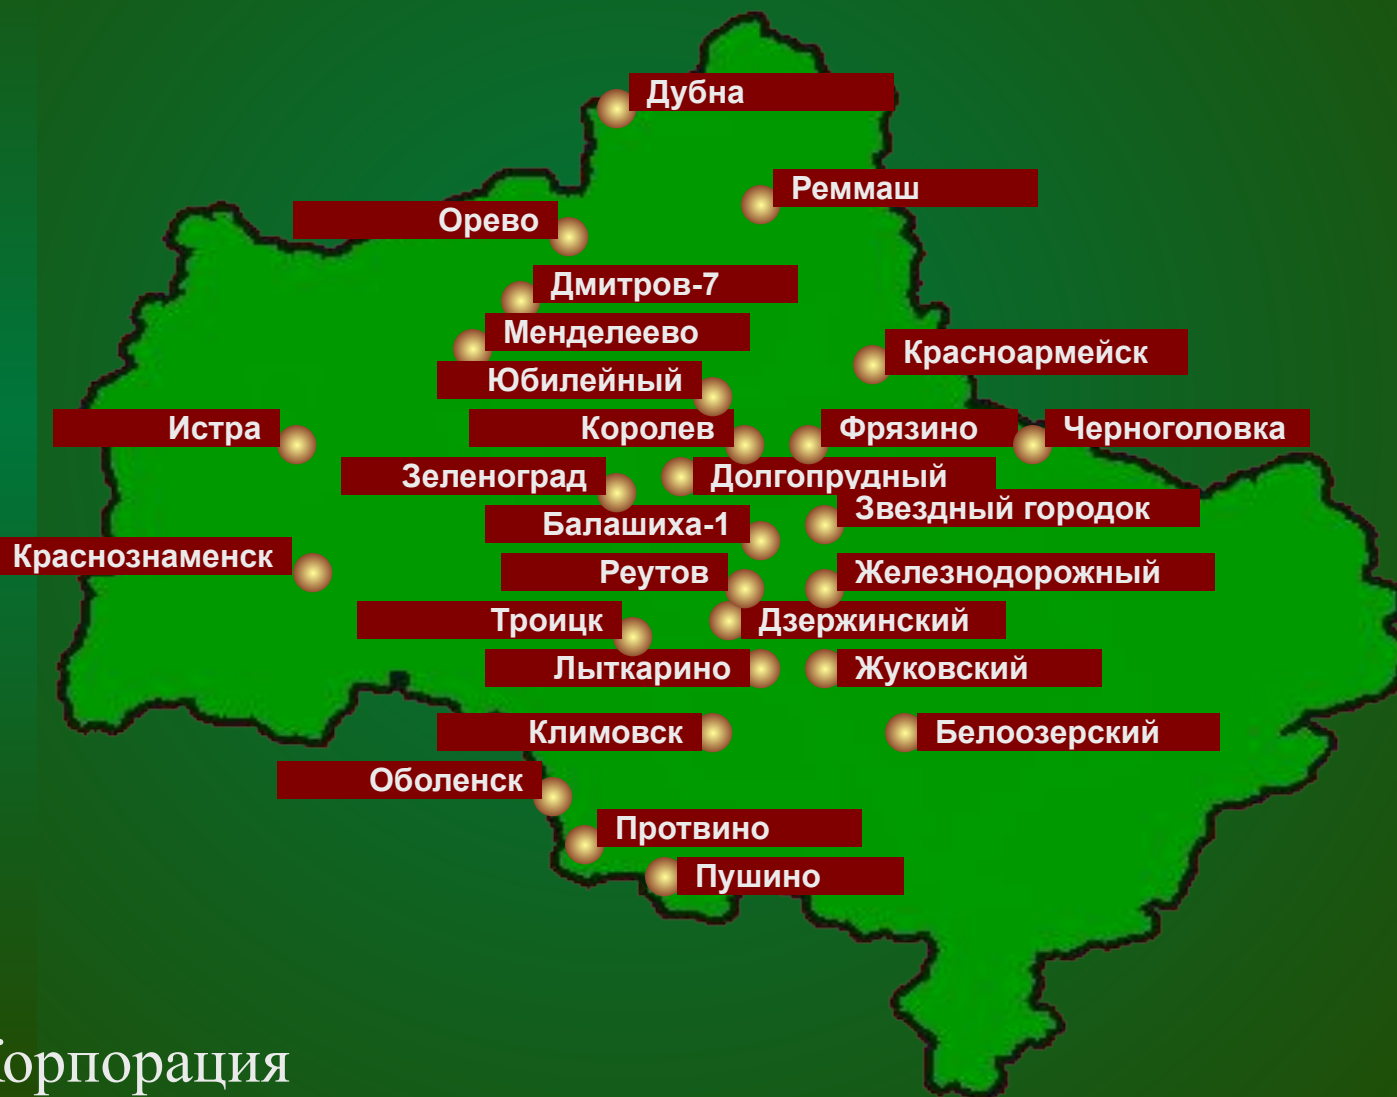 Дубна
Реммаш
Орево
Дмитров-7
Менделеево
Красноармейск
Юбилейный
Истра
Королев
Фрязино
Черноголовка
Зеленоград
Долгопрудный
Звездный городок
Балашиха-1
Краснознаменск
Реутов
Железнодорожный
Троицк
Дзержинский
Лыткарино
Жуковский
Климовск
Белоозерский
Оболенск
Протвино
Пушино
Корпорация